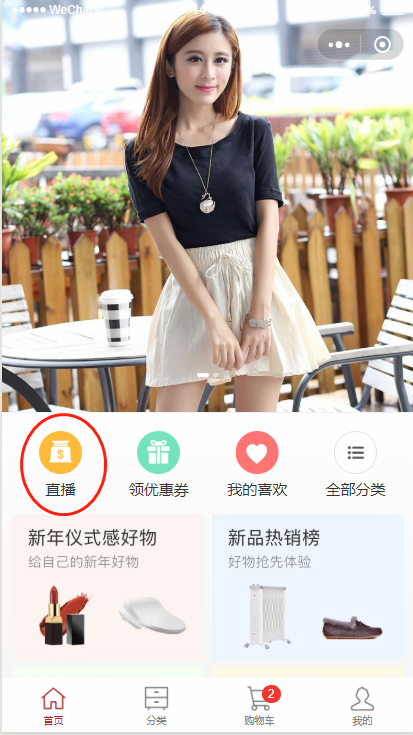 WeChat
%
直播
领优惠券
我的喜欢
全部分类
新年仪式感好物
给自己的新年好物
新品热销榜
好物抢先体验
首页
分类
2
购物车
我的